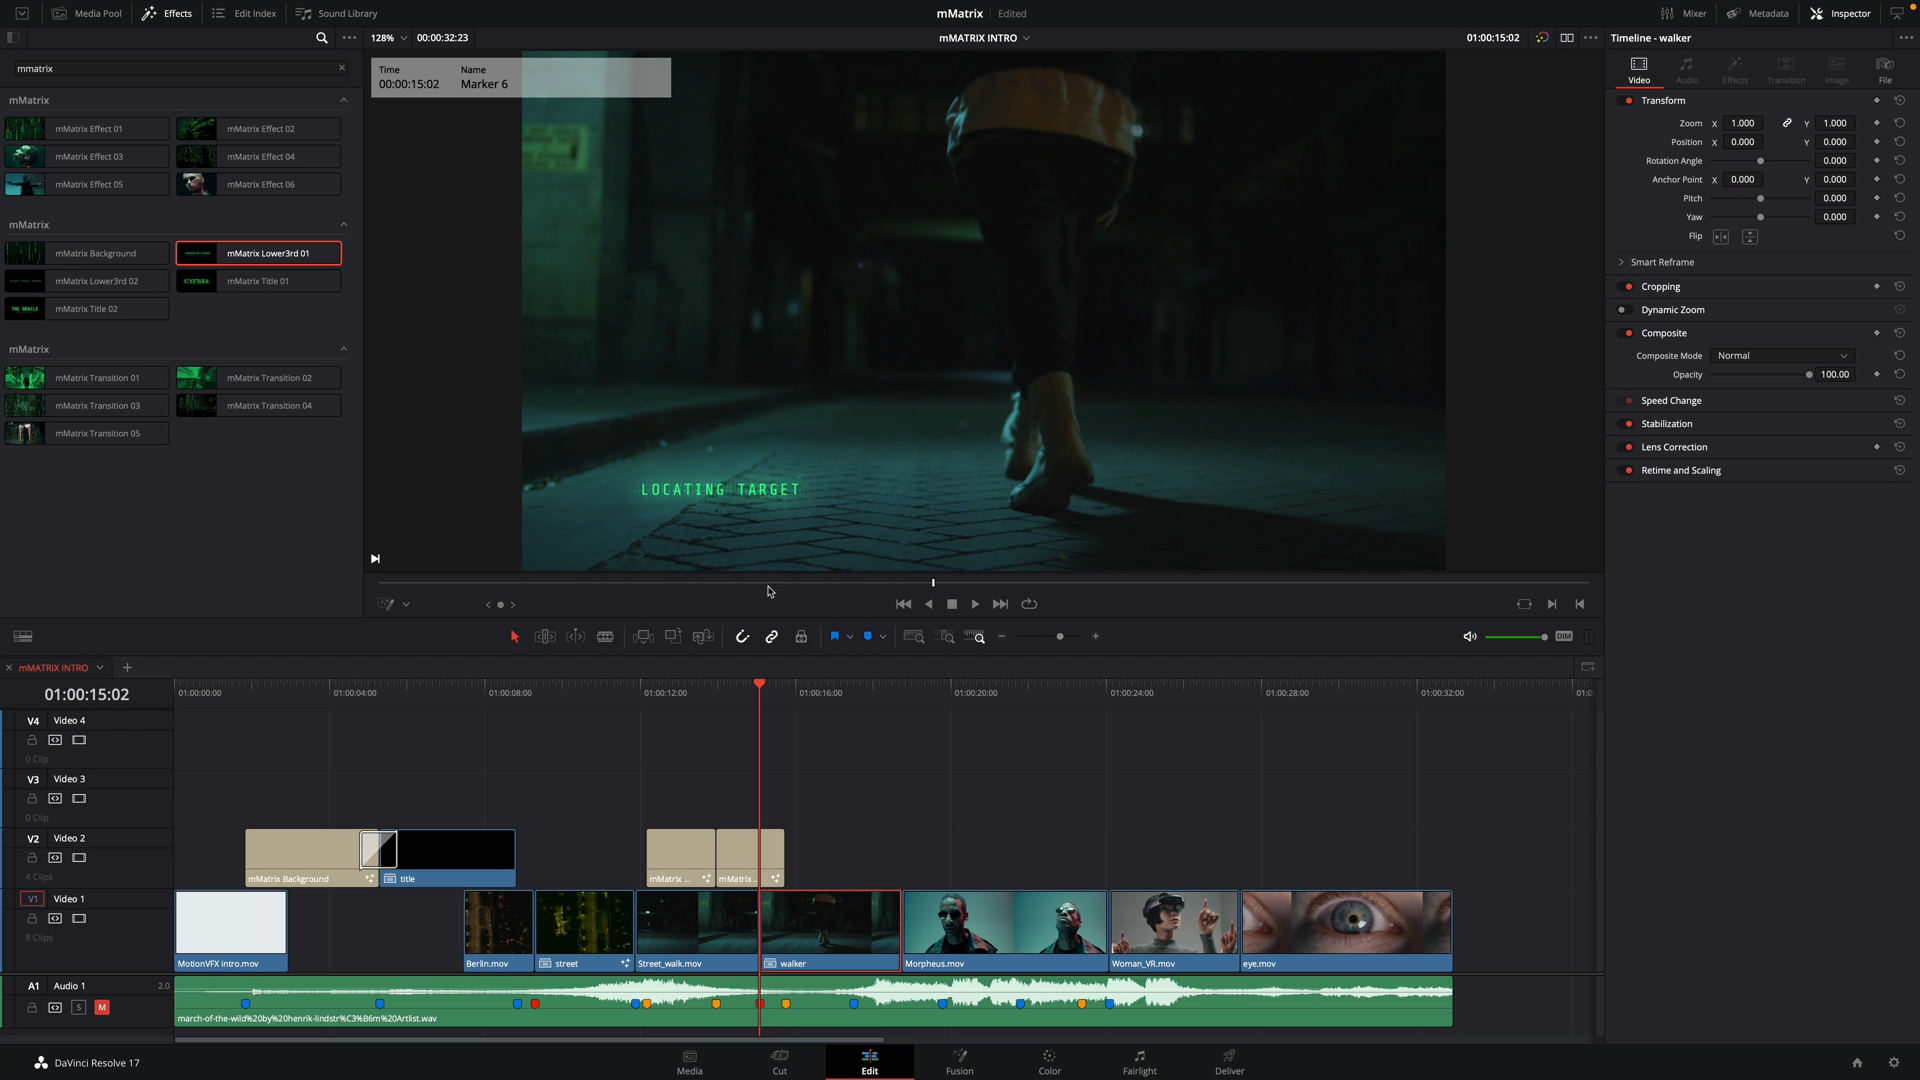 Media Pool Effects Edit Index Sound Library mMatrix Edited Mixer Metadata Inspector
128% 00:00:32:23 mMATRIX INTRO 01:00:15:02 Timeline - walker
mmatrix
Time Name
00:00:15:02 Marker 6
Video Audio Effects Transition Image File
mMatrix
mMatrix Effect 01 mMatrix Effect 02
mMatrix Effect 03 mMatrix Effect 04
mMatrix Effect 05 mMatrix Effect 06
mMatrix
mMatrix Background mMatrix Lower3rd 01
mMatrix Lower3rd 02 CYPHER mMatrix Title 01
THE ORACLE mMatrix Title 02
mMatrix
mMatrix Transition 01 mMatrix Transition 02
mMatrix Transition 03 mMatrix Transition 04
mMatrix Transition 05
LOCATING TARGET
Transform
Zoom X 1.000 Y 1.000
Position X 0.000 Y 0.000
Rotation Angle 0.000
Anchor Point X 0.000 Y 0.000
Pitch 0.000
Yaw 0.000
Flip
Smart Reframe
Cropping
Dynamic Zoom
Composite
Composite Mode Normal
Opacity 100.00
Speed Change
Stabilization
Lens Correction
Retime and Scaling
DIM
mMATRIX INTRO
01:00:15:02 01:00:00:00 01:00:04:00 01:00:08:00 01:00:12:00 01:00:16:00 01:00:20:00 01:00:24:00 01:00:28:00 01:00:32:00 01:0
V4 Video 4
0 Clip
V3 Video 3
0 Clip
V2 Video 2
4 Clips
mMatrix Background title mMatrix ... mMatrix ...
V1 Video 1
8 Clips
MotionVFX intro.mov Berlin.mov street Street_walk.mov walker Morpheus.mov Woman_VR.mov eye.mov
A1 Audio 1 2.0
S M
march-of-the-wild%20by%20henrik-lindstr%C3%B6m%20Artlist.wav
DaVinci Resolve 17 Media Cut Edit Fusion Color Fairlight Deliver